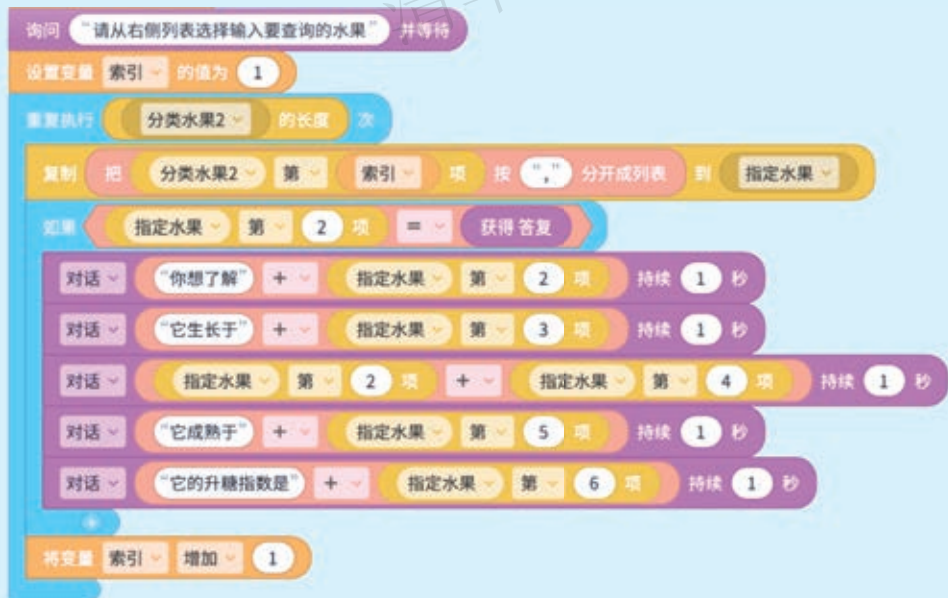 询问 “请从右侧列表选择输入要查询的水果” 并等待
设置变量 索引 的值为 1
重复执行 分类水果2 的长度 次
复制 把 分类水果2 第 索引 项 按 “,” 分开成列表 到 指定水果
如果 指定水果 第 2 项 = 获得 答复
对话 “你想了解” + 指定水果 第 2 项 持续 1 秒
对话 “它生长于” + 指定水果 第 3 项 持续 1 秒
对话 指定水果 第 2 项 + 指定水果 第 4 项 持续 1 秒
对话 “它成熟于” + 指定水果 第 5 项 持续 1 秒
对话 “它的升糖指数是” + 指定水果 第 6 项 持续 1 秒
将变量 索引 增加 1